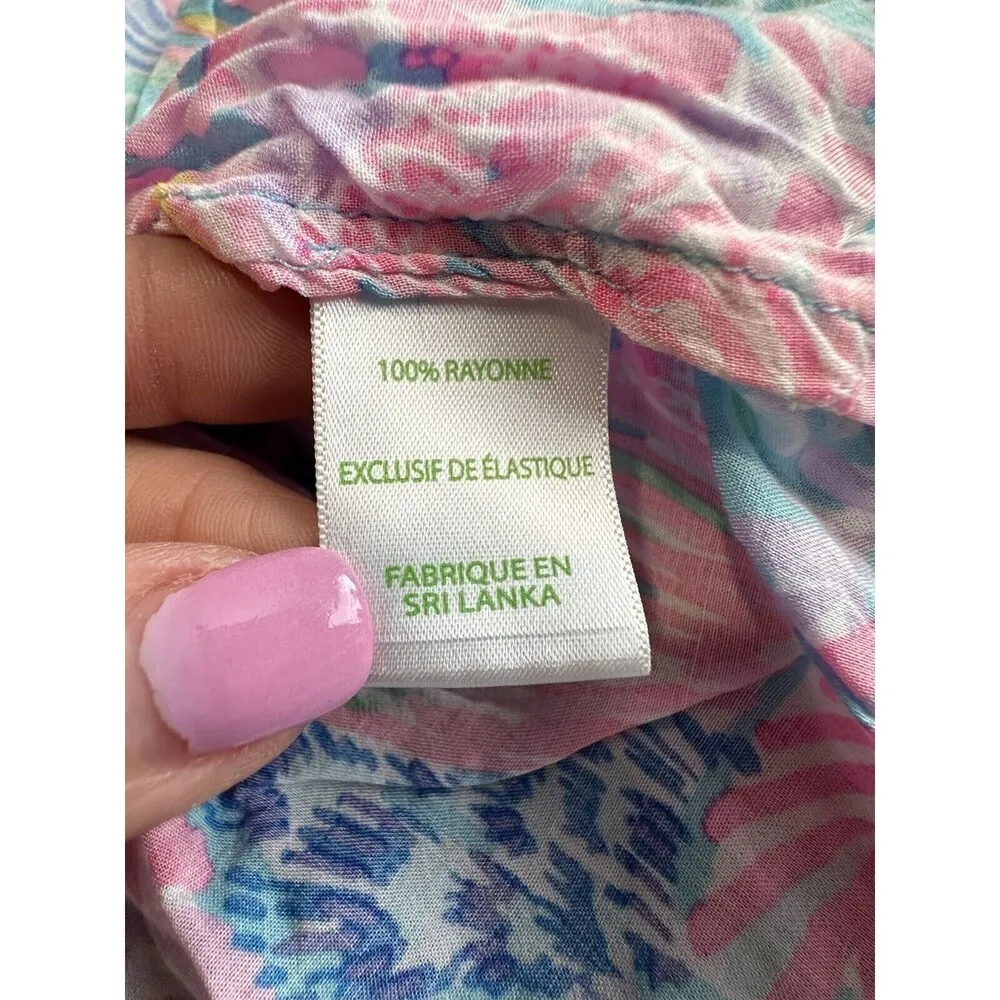 100% RAYONNE
EXCLUSIF DE ÉLASTIQUE
FABRIQUE EN
SRI LANKA